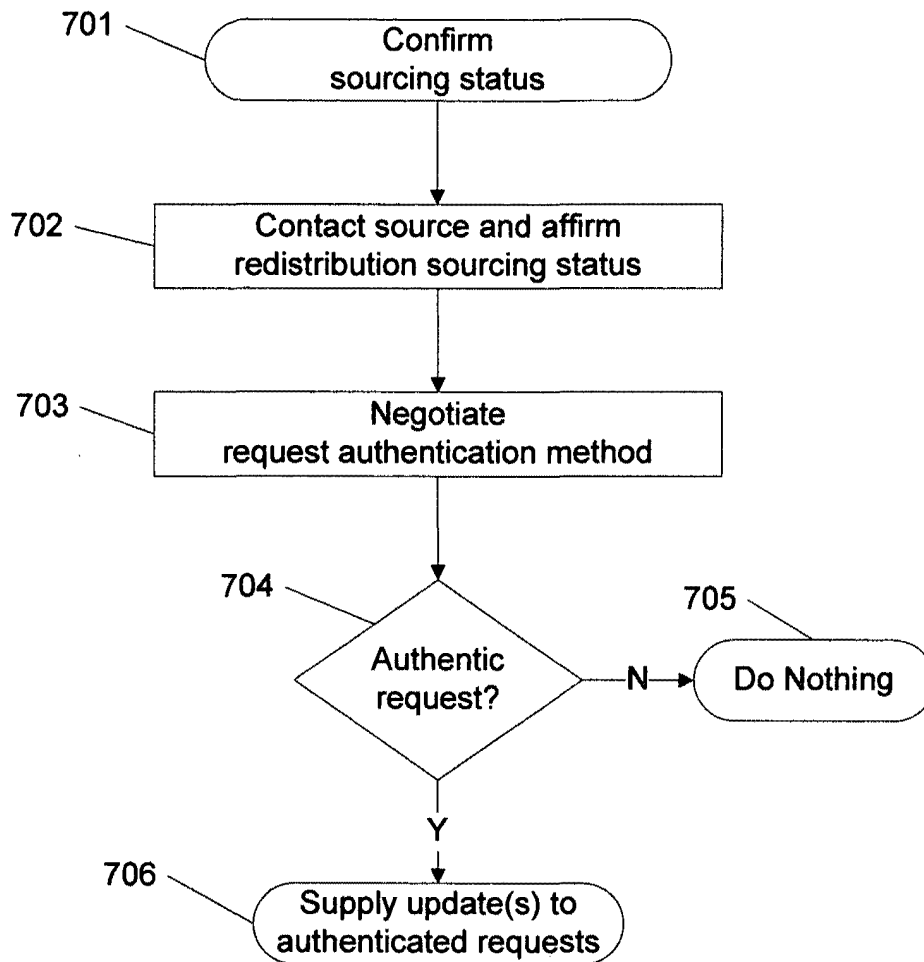 701
Confirm
sourcing status
702
Contact source and affirm
redistribution sourcing status
703
Negotiate
request authentication method
704
Authentic
request?
N
705
Do Nothing
Y
706
Supply update(s) to
authenticated requests